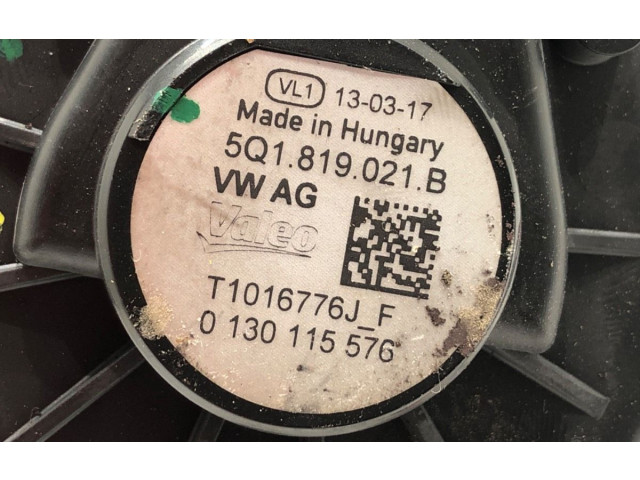 VL1 13-03-17
Made in Hungary
5Q1.819.021.B
VW AG
Valeo
T1016776J_F
0 130 115 576